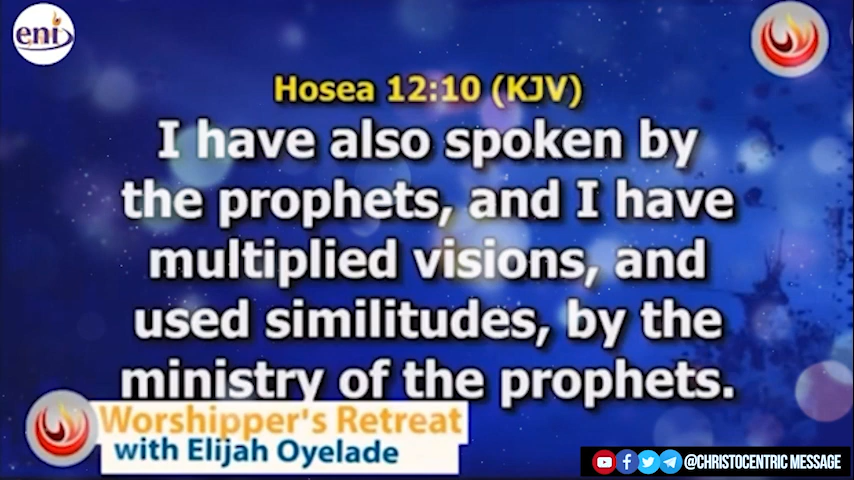 eni
Hosea 12:10 (KJV)
I have also spoken by
the prophets, and I have
multiplied visions, and
used similitudes, by the
ministry of the prophets.
Worshipper's Retreat
with Elijah Oyelade
@CHRISTOCENTRIC MESSAGE